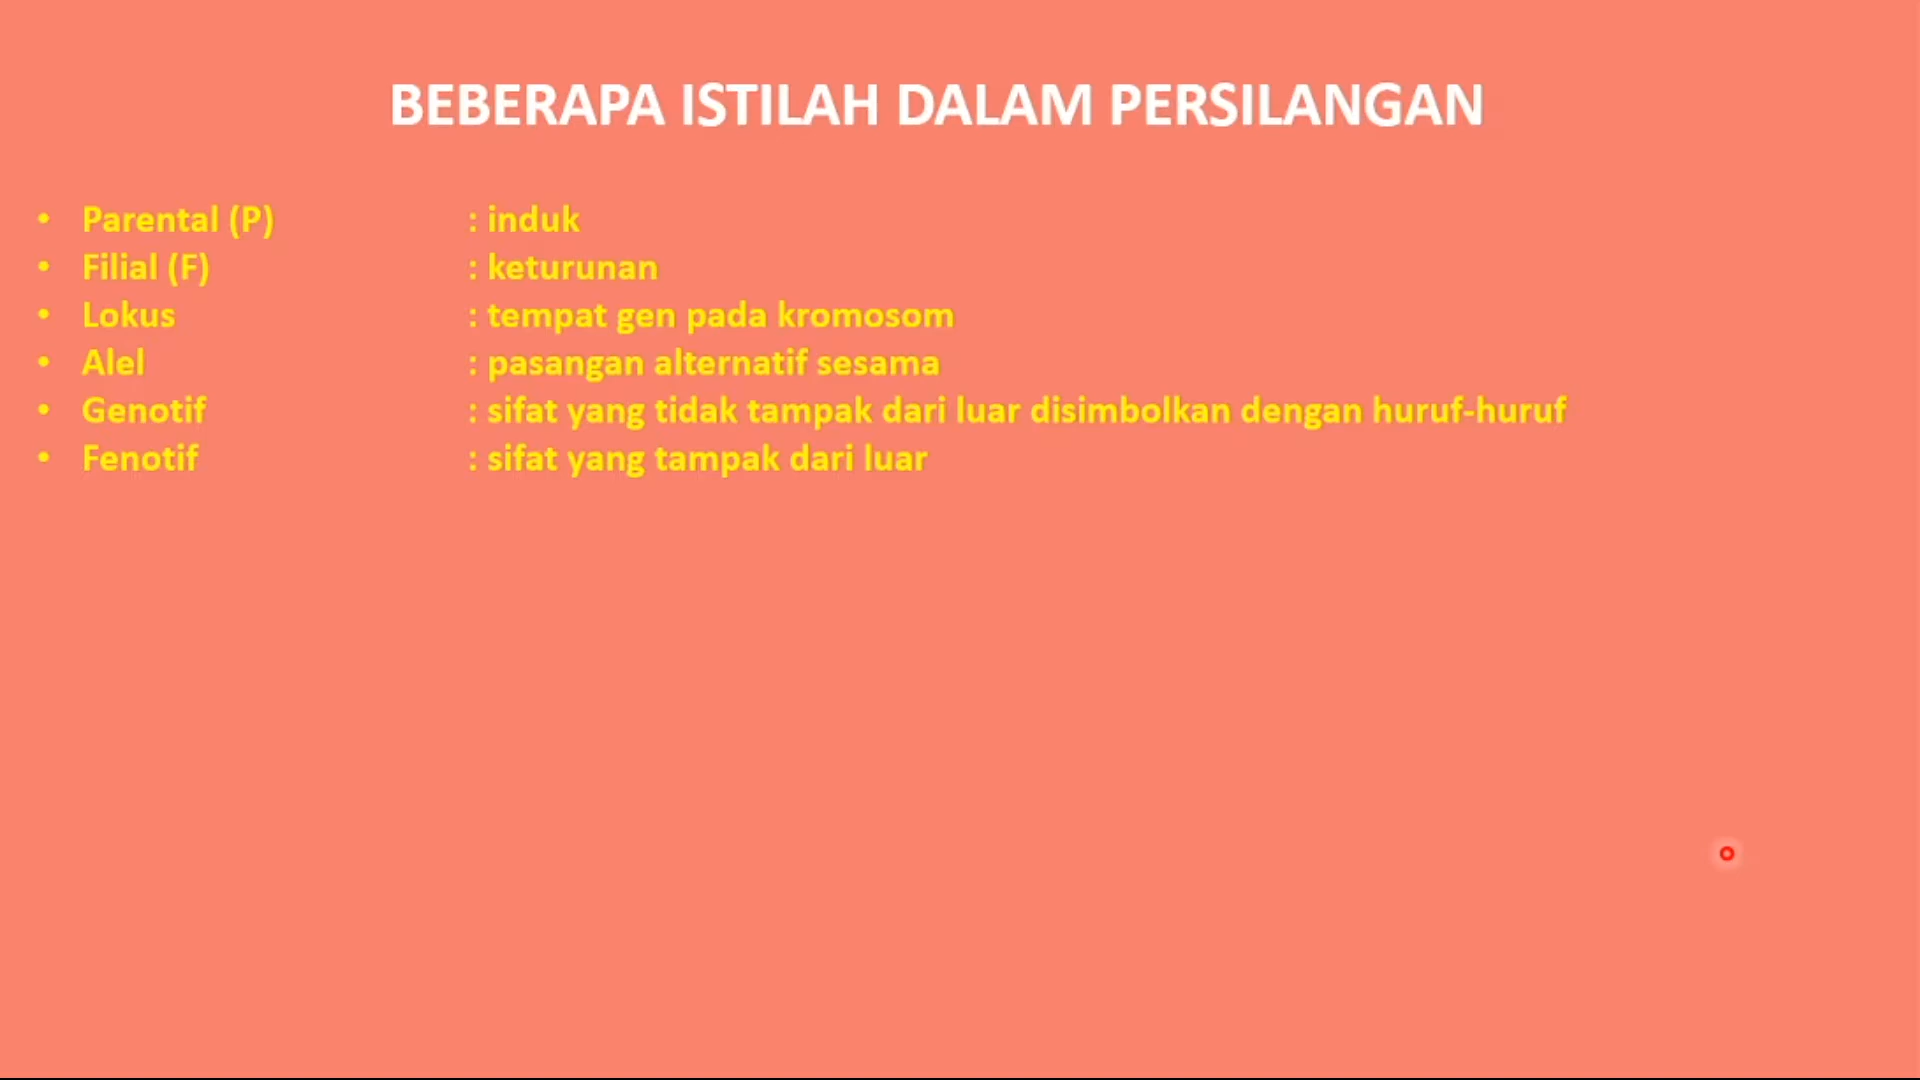 BEBERAPA ISTILAH DALAM PERSILANGAN
• Parental (P) : induk
• Filial (F) : keturunan
• Lokus : tempat gen pada kromosom
• Alel : pasangan alternatif sesama
• Genotif : sifat yang tidak tampak dari luar disimbolkan dengan huruf-huruf
• Fenotif : sifat yang tampak dari luar